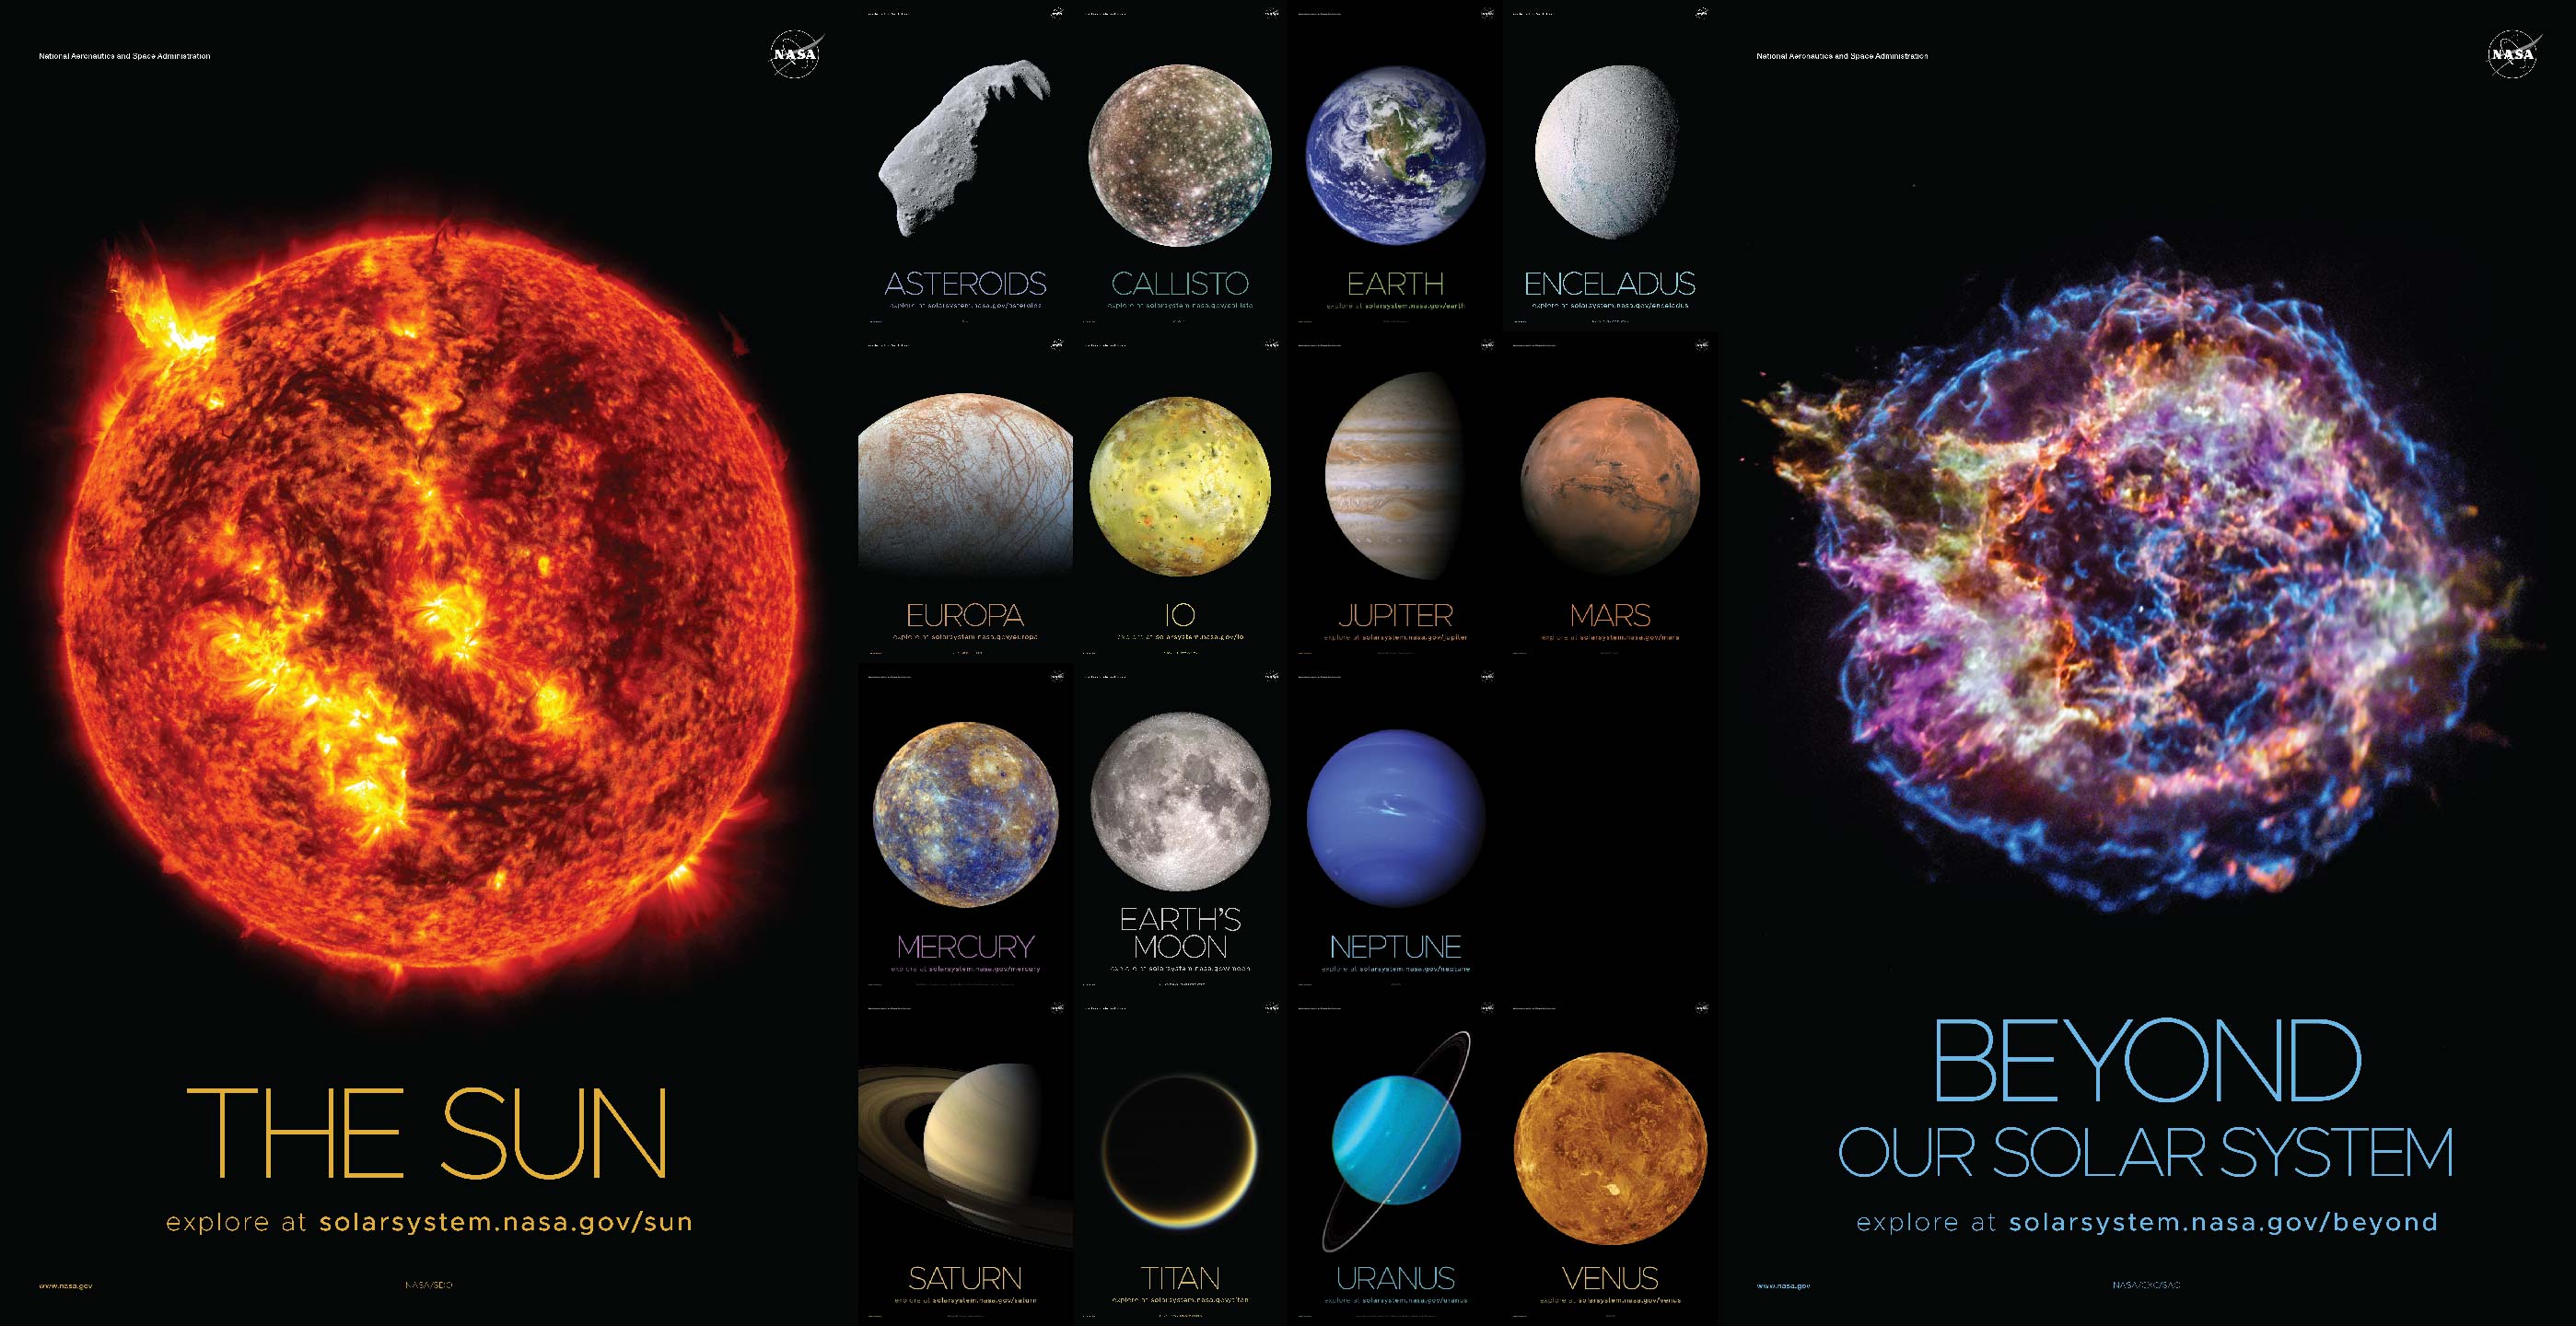 National Aeronautics and Space Administration
NASA
THE SUN
explore at solarsystem.nasa.gov/sun
www.nasa.gov
NASA/SDO
ASTEROIDS
explore at solarsystem.nasa.gov/asteroids
CALLISTO
explore at solarsystem.nasa.gov/callisto
EARTH
explore at solarsystem.nasa.gov/earth
ENCELADUS
explore at solarsystem.nasa.gov/enceladus
EUROPA
explore at solarsystem.nasa.gov/europa
IO
explore at solarsystem.nasa.gov/io
JUPITER
explore at solarsystem.nasa.gov/jupiter
MARS
explore at solarsystem.nasa.gov/mars
MERCURY
explore at solarsystem.nasa.gov/mercury
EARTH'S
MOON
explore at solarsystem.nasa.gov/moon
NEPTUNE
explore at solarsystem.nasa.gov/neptune
SATURN
explore at solarsystem.nasa.gov/saturn
TITAN
explore at solarsystem.nasa.gov/titan
URANUS
explore at solarsystem.nasa.gov/uranus
VENUS
explore at solarsystem.nasa.gov/venus
National Aeronautics and Space Administration
NASA
BEYOND
OUR SOLAR SYSTEM
explore at solarsystem.nasa.gov/beyond
www.nasa.gov
NASA/CXC/SAO